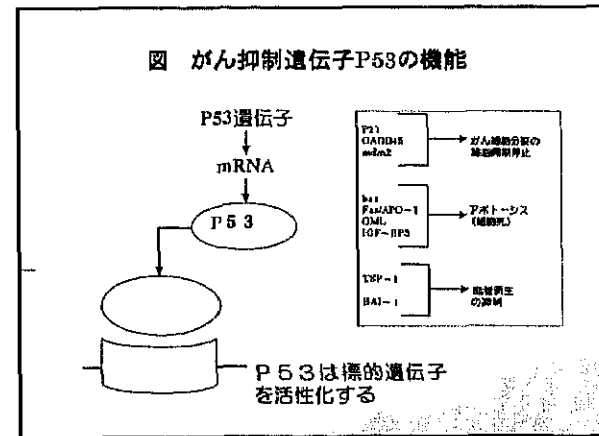 図 がん抑制遺伝子P53の機能
P53遺伝子
mRNA
P53
P53は標的遺伝子
を活性化する
P21
GADD45
mdm2
がん細胞分裂の
細胞周期停止
bax
Fas/APO-1
GML
IGF-BP3
アポトーシス
(細胞死)
TSP-1
BAI-1
血管新生
の抑制